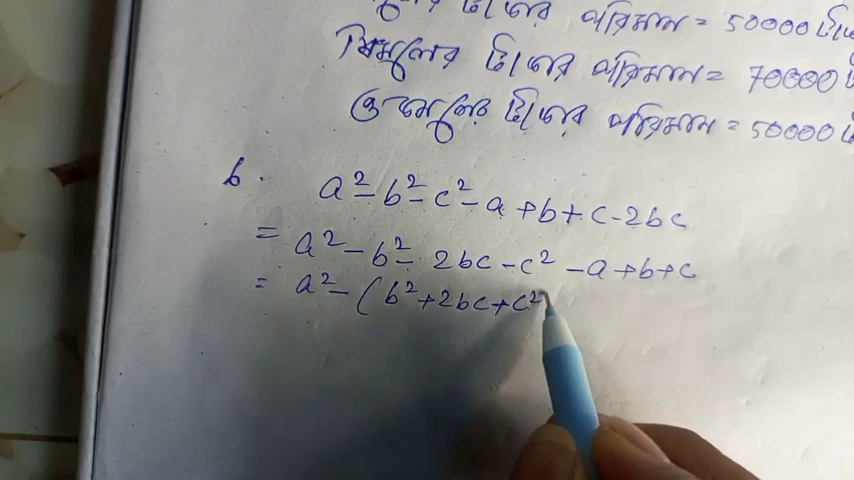 টাকার পরিমাণ = 50000
বিমলের টাকার পরিমাণ = 70000
টাকার পরিমাণ = 50000
6.
a² - b² - c² - a + b + c - 2bc
= a² - b² - 2bc - c² - a + b + c
= a² - (b² + 2bc + c²